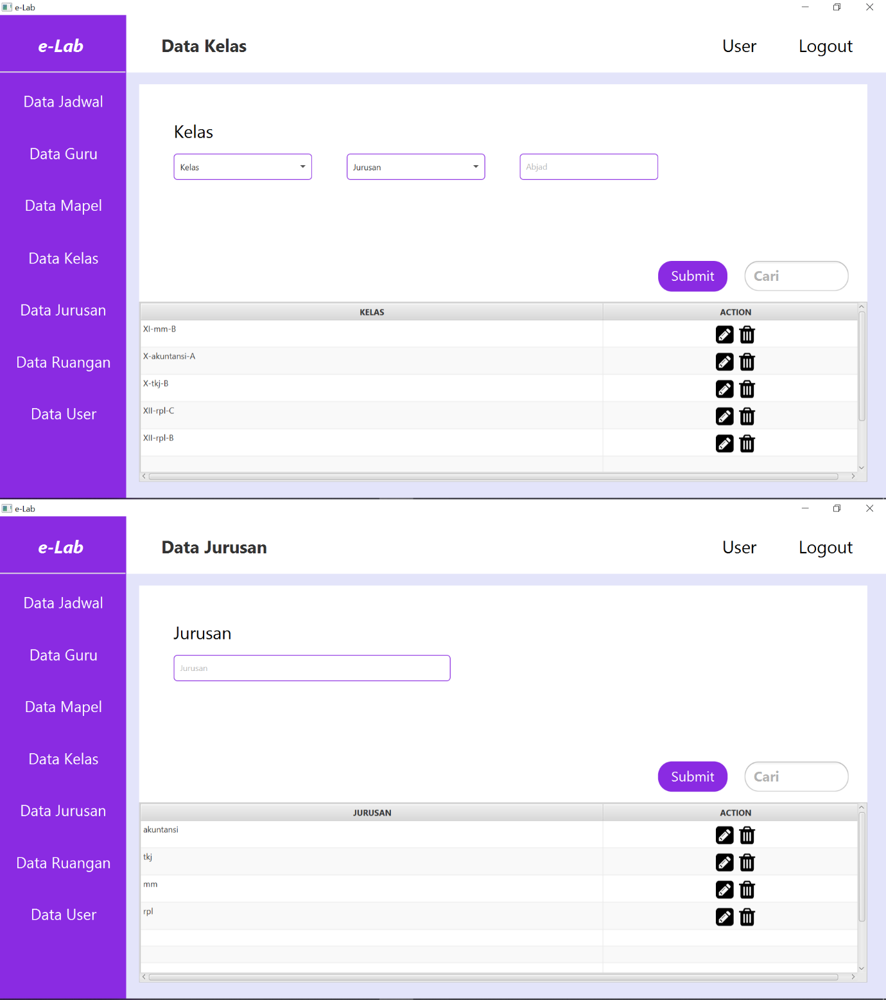 e-Lab
e-Lab
Data Kelas
User
Logout
Data Jadwal
Data Guru
Data Mapel
Data Kelas
Data Jurusan
Data Ruangan
Data User
Kelas
Kelas
Jurusan
Abjad
Submit
Cari
KELAS
ACTION
XI-mm-B
X-akuntansi-A
X-tkj-B
XII-rpl-C
XII-rpl-B
e-Lab
e-Lab
Data Jurusan
User
Logout
Data Jadwal
Data Guru
Data Mapel
Data Kelas
Data Jurusan
Data Ruangan
Data User
Jurusan
Jurusan
Submit
Cari
JURUSAN
ACTION
akuntansi
tkj
mm
rpl